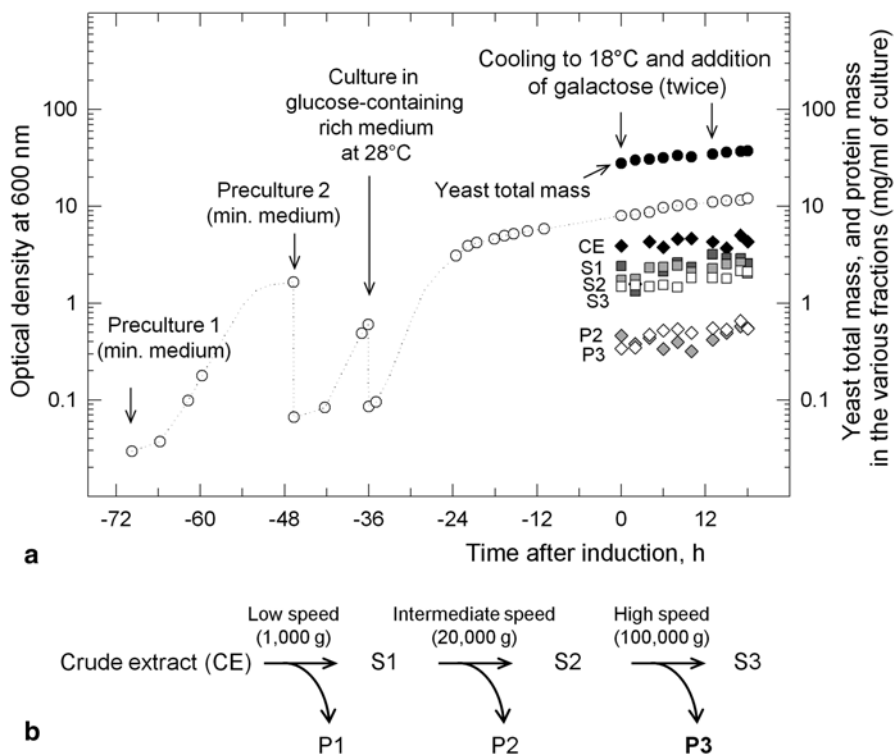 Optical density at 600 nm
Yeast total mass, and protein mass
in the various fractions (mg/ml of culture)
100
10
1
0.1
100
10
1
0.1
Cooling to 18°C and addition
of galactose (twice)
Culture in
glucose-containing
rich medium
at 28°C
Preculture 2
(min. medium)
Yeast total mass
Preculture 1
(min. medium)
CE
S1
S2
S3
P2
P3
-72 -60 -48 -36 -24 -12 0 12
Time after induction, h
a
Low speed
(1,000 g)
Intermediate speed
(20,000 g)
High speed
(100,000 g)
Crude extract (CE) S1 S2 S3
P1 P2 P3
b